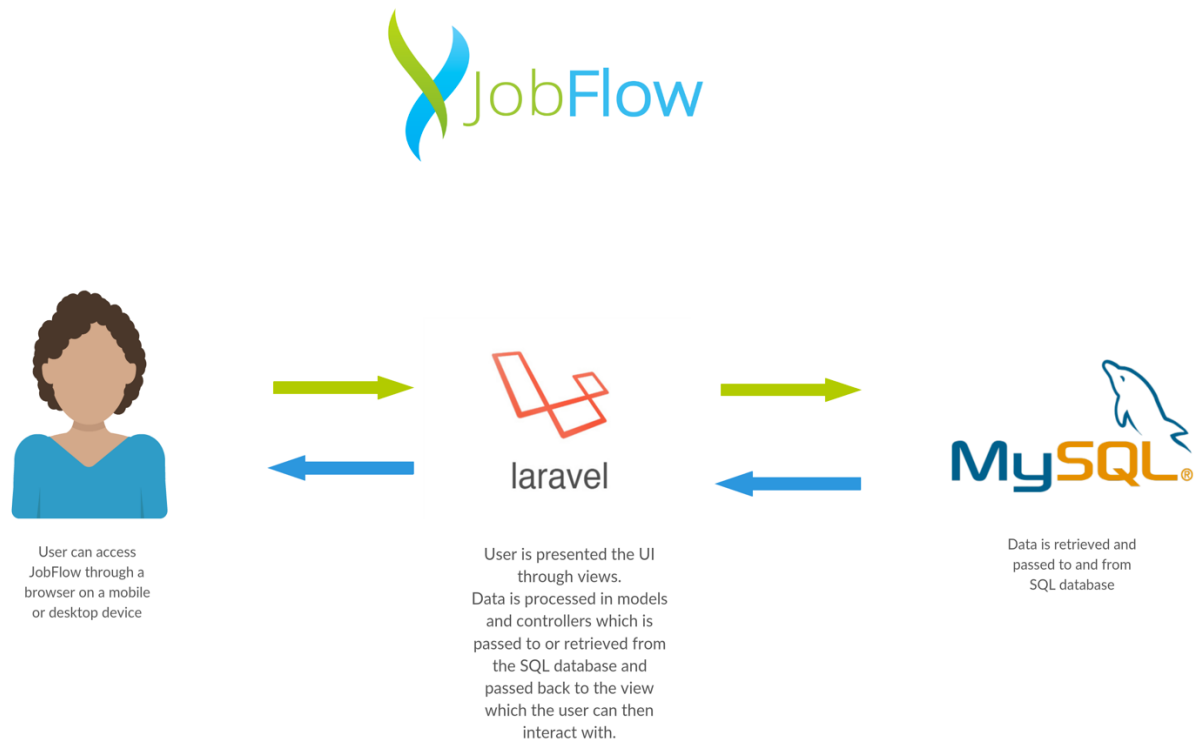 JobFlow
laravel
MySQL®
User can access
JobFlow through a
browser on a mobile
or desktop device
User is presented the UI
through views.
Data is processed in models
and controllers which is
passed to or retrieved from
the SQL database and
passed back to the view
which the user can then
interact with.
Data is retrieved and
passed to and from
SQL database